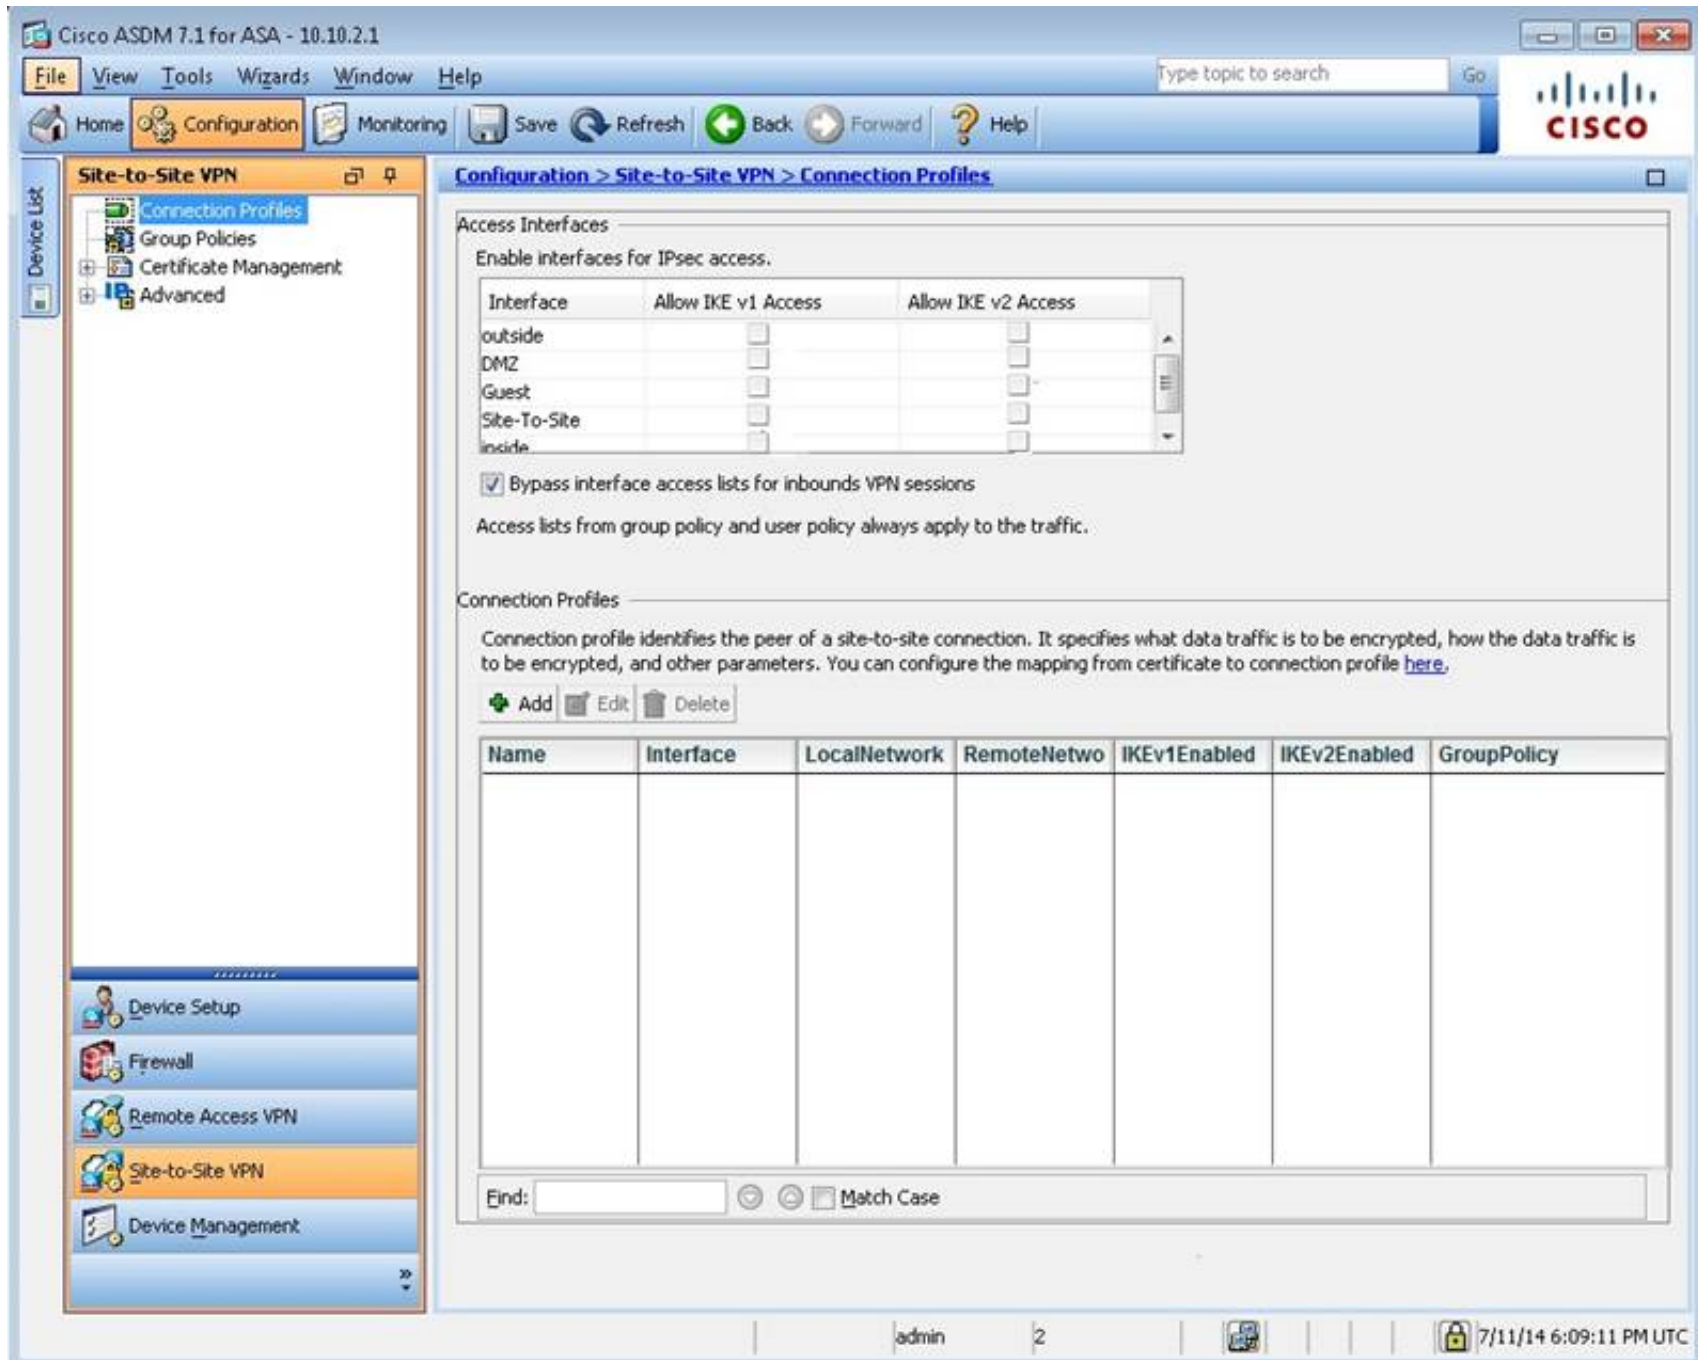 Cisco ASDM 7.1 for ASA - 10.10.2.1
File View Tools Wizards Window Help
Type topic to search Go
Home Configuration Monitoring Save Refresh Back Forward Help
CISCO
Device List
Site-to-Site VPN
Connection Profiles
Group Policies
Certificate Management
Advanced
Device Setup
Firewall
Remote Access VPN
Site-to-Site VPN
Device Management
Configuration > Site-to-Site VPN > Connection Profiles
Access Interfaces
Enable interfaces for IPsec access.
Interface Allow IKE v1 Access Allow IKE v2 Access
outside
DMZ
Guest
Site-To-Site
inside
Bypass interface access lists for inbounds VPN sessions
Access lists from group policy and user policy always apply to the traffic.
Connection Profiles
Connection profile identifies the peer of a site-to-site connection. It specifies what data traffic is to be encrypted, how the data traffic is
to be encrypted, and other parameters. You can configure the mapping from certificate to connection profile here.
Add Edit Delete
Name Interface LocalNetwork RemoteNetwo IKEv1Enabled IKEv2Enabled GroupPolicy
Find: Match Case
admin 2 7/11/14 6:09:11 PM UTC